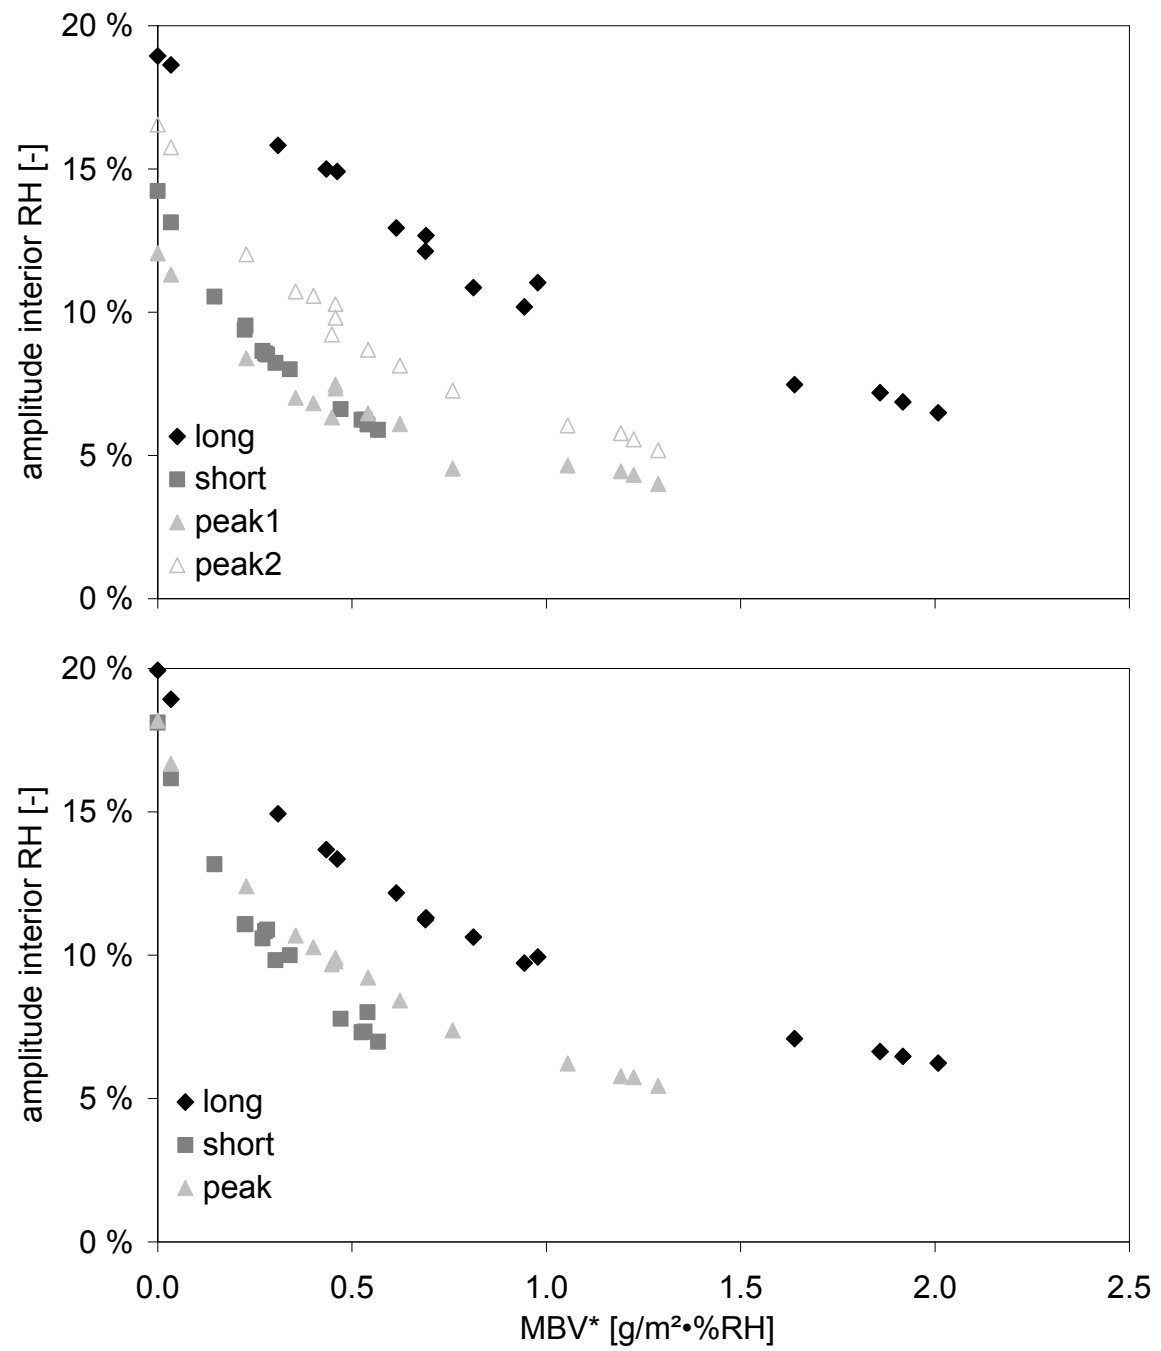 20 %
15 %
10 %
5 %
0 %
amplitude interior RH [-]
long
short
peak1
peak2
20 %
15 %
10 %
5 %
0 %
amplitude interior RH [-]
long
short
peak
0.0 0.5 1.0 1.5 2.0 2.5
MBV* [g/m²•%RH]